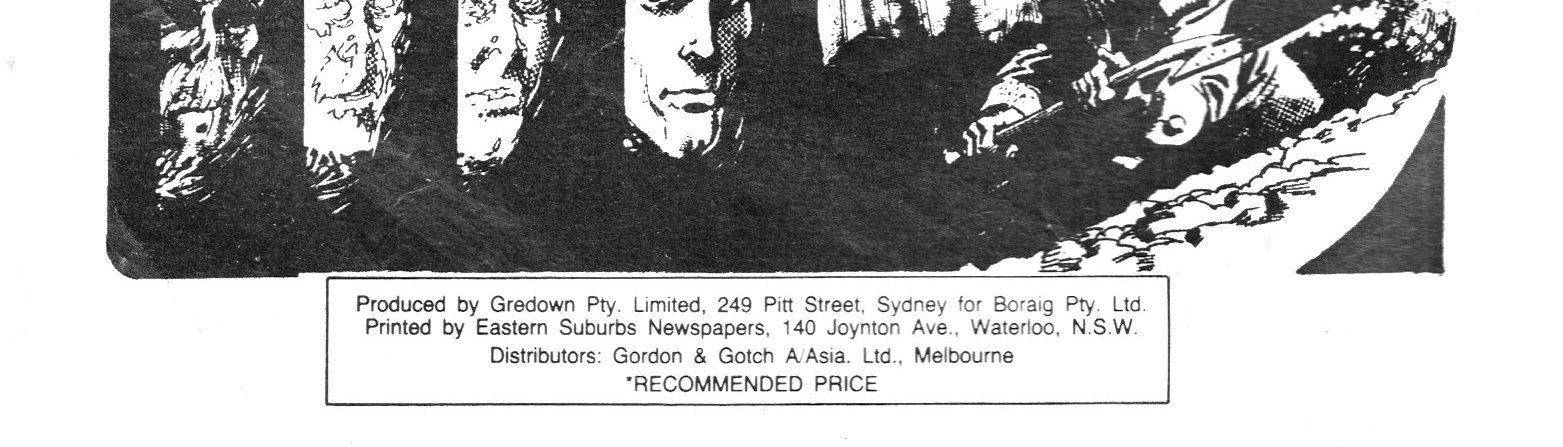 Produced by Gredown Pty. Limited, 249 Pitt Street, Sydney for Boraig Pty. Ltd.
Printed by Eastern Suburbs Newspapers, 140 Joynton Ave., Waterloo, N.S.W.
Distributors: Gordon & Gotch A/Asia. Ltd., Melbourne
*RECOMMENDED PRICE